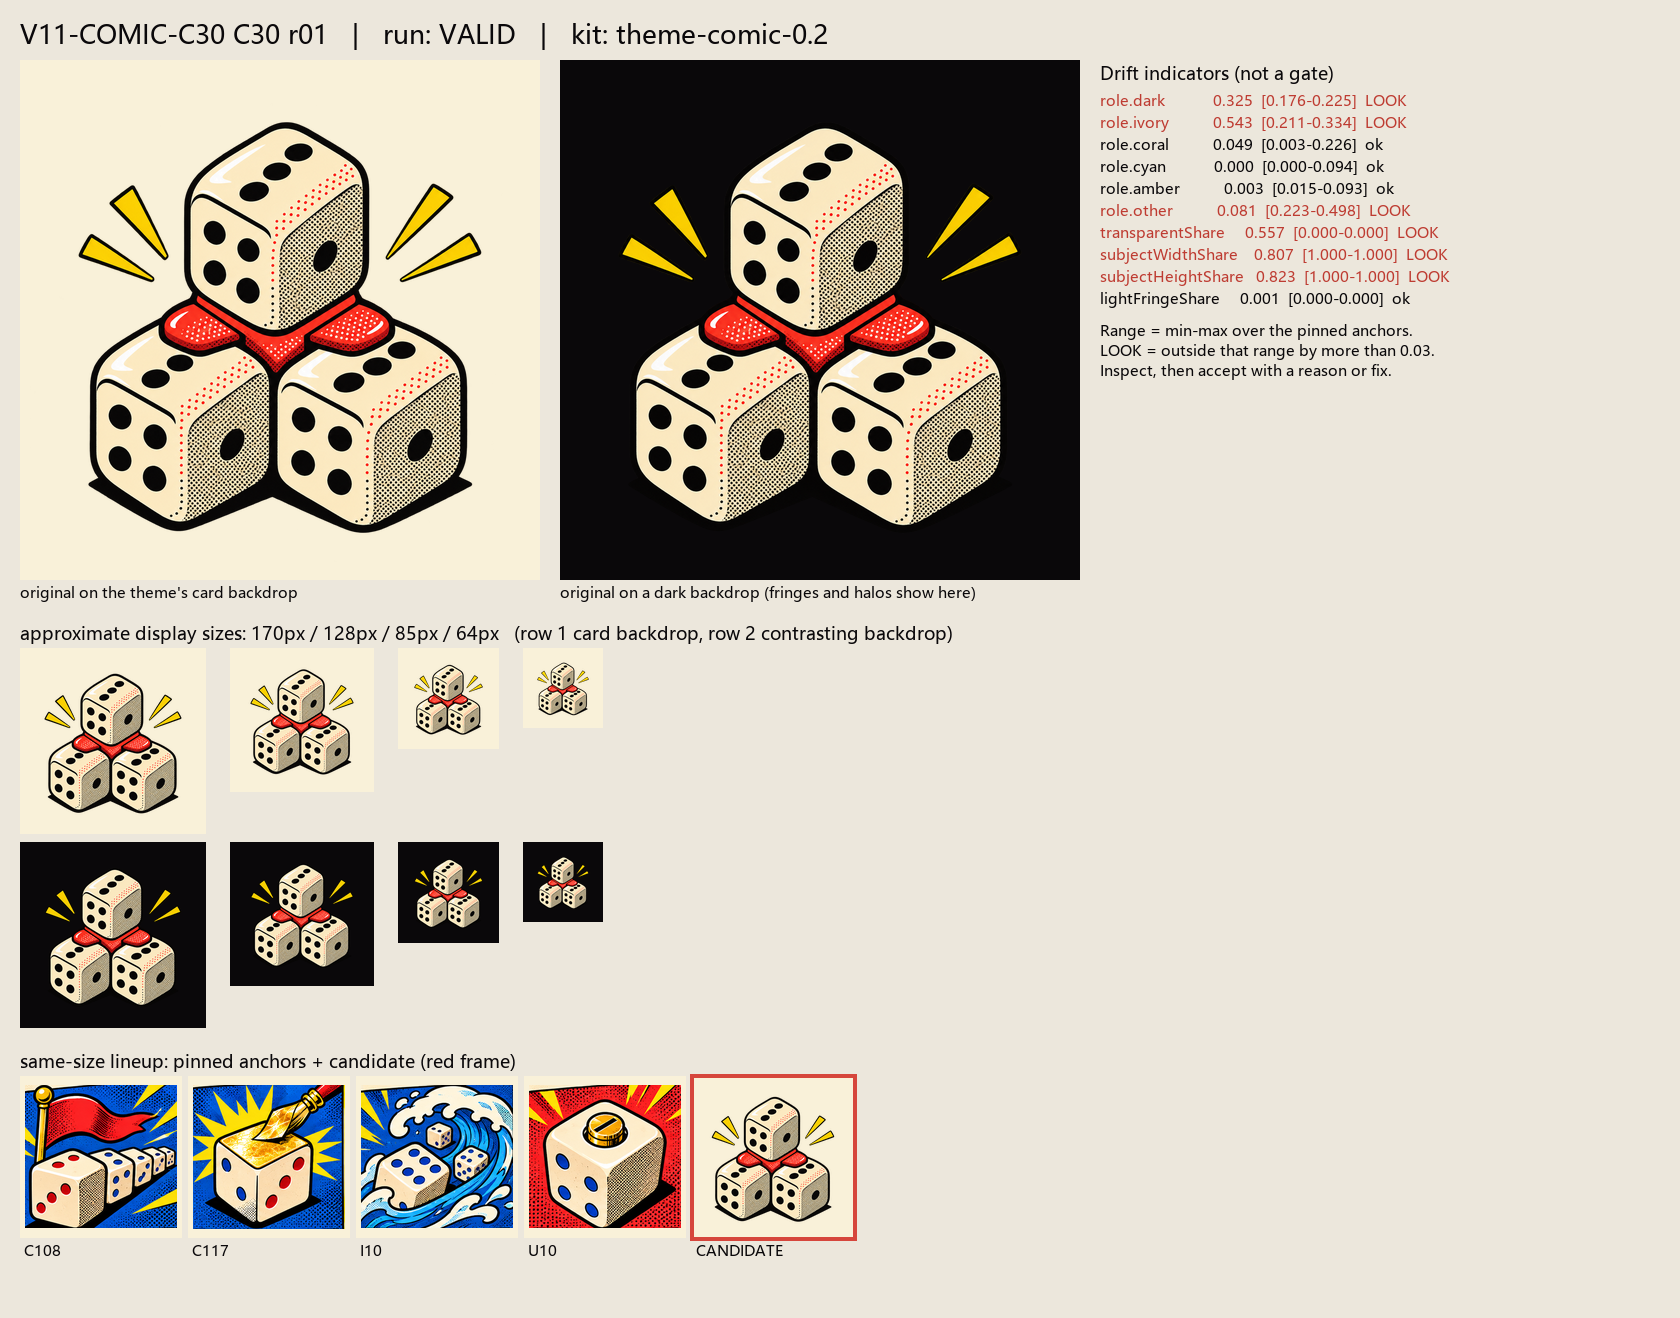 V11-COMIC-C30 C30 r01 | run: VALID | kit: theme-comic-0.2
Drift indicators (not a gate)
role.dark 0.325 [0.176-0.225] LOOK
role.ivory 0.543 [0.211-0.334] LOOK
role.coral 0.049 [0.003-0.226] ok
role.cyan 0.000 [0.000-0.094] ok
role.amber 0.003 [0.015-0.093] ok
role.other 0.081 [0.223-0.498] LOOK
transparentShare 0.557 [0.000-0.000] LOOK
subjectWidthShare 0.807 [1.000-1.000] LOOK
subjectHeightShare 0.823 [1.000-1.000] LOOK
lightFringeShare 0.001 [0.000-0.000] ok
Range = min-max over the pinned anchors.
LOOK = outside that range by more than 0.03.
Inspect, then accept with a reason or fix.
original on the theme's card backdrop
original on a dark backdrop (fringes and halos show here)
approximate display sizes: 170px / 128px / 85px / 64px (row 1 card backdrop, row 2 contrasting backdrop)
same-size lineup: pinned anchors + candidate (red frame)
C108
C117
I10
U10
CANDIDATE